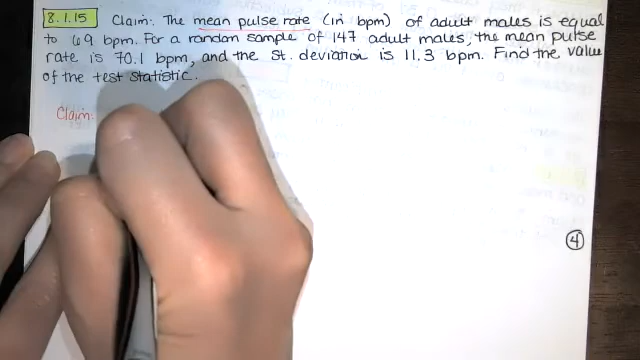 8.1.15 Claim: The mean pulse rate (in bpm) of adult males is equal
to 69 bpm. For a random sample of 147 adult males, the mean pulse
rate is 70.1 bpm, and the st. deviation is 11.3 bpm. Find the value
of the test statistic.
Claim:
4